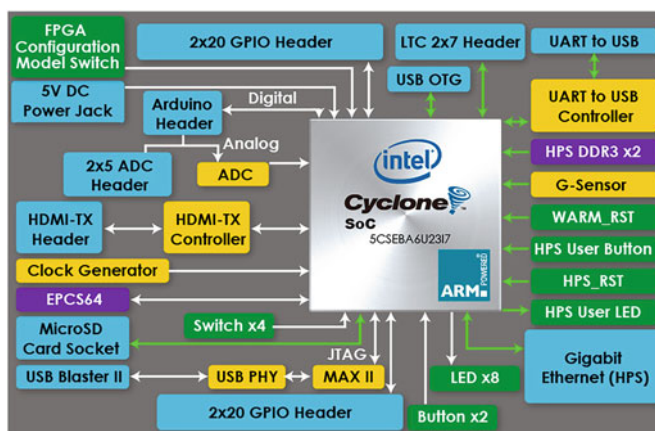 FPGA
Configuration
Model Switch
2x20 GPIO Header
LTC 2x7 Header
UART to USB
5V DC
Power Jack
USB OTG
Arduino
Header
Digital
UART to USB
Controller
Analog
2x5 ADC
Header
ADC
HPS DDR3 x2
G-Sensor
HDMI-TX
Header
HDMI-TX
Controller
intel
Cyclone
SoC
5CSEBA6U23I7
ARM
POWERED
WARM_RST
HPS User Button
Clock Generator
HPS_RST
EPCS64
HPS User LED
MicroSD
Card Socket
Switch x4
JTAG
Gigabit
Ethernet (HPS)
USB Blaster II
USB PHY
MAX II
LED x8
2x20 GPIO Header
Button x2